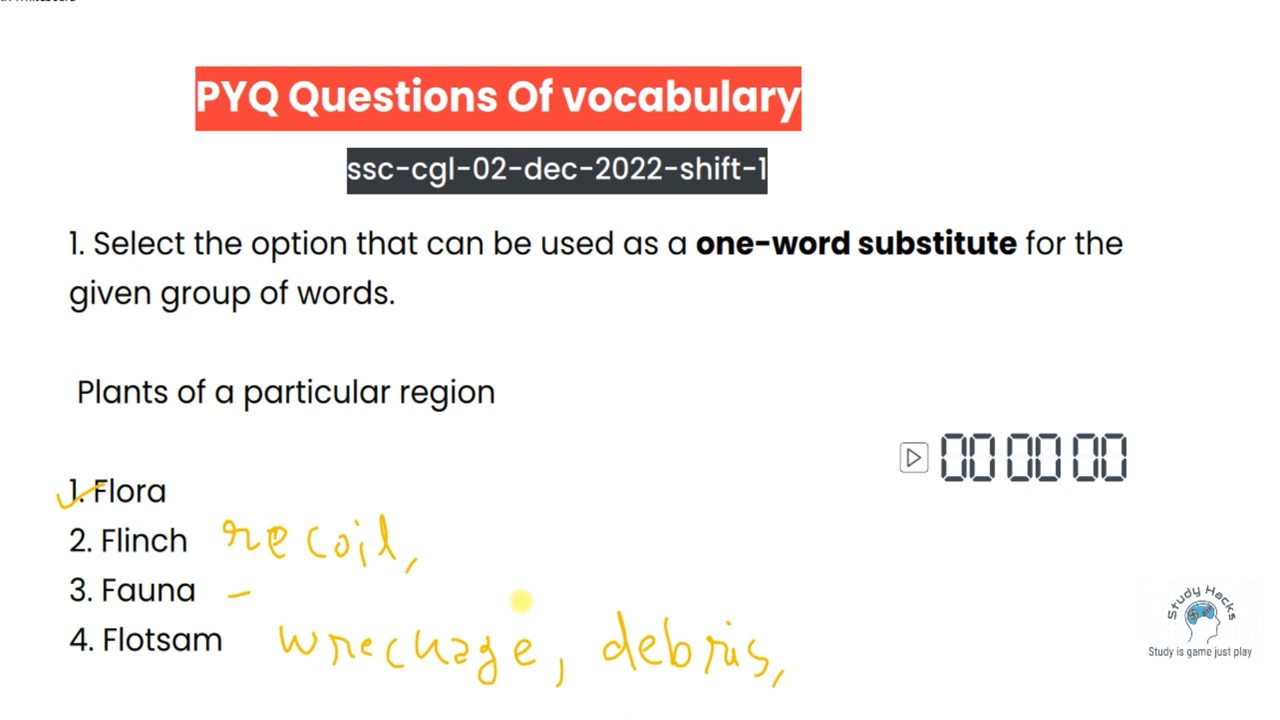 PYQ Questions Of vocabulary
ssc-cgl-02-dec-2022-shift-1
1. Select the option that can be used as a one-word substitute for the
given group of words.
Plants of a particular region
00 00 00
1. Flora
2. Flinch recoil,
3. Fauna -
4. Flotsam wreckage, debris,
Study Hacks
Study is game just play